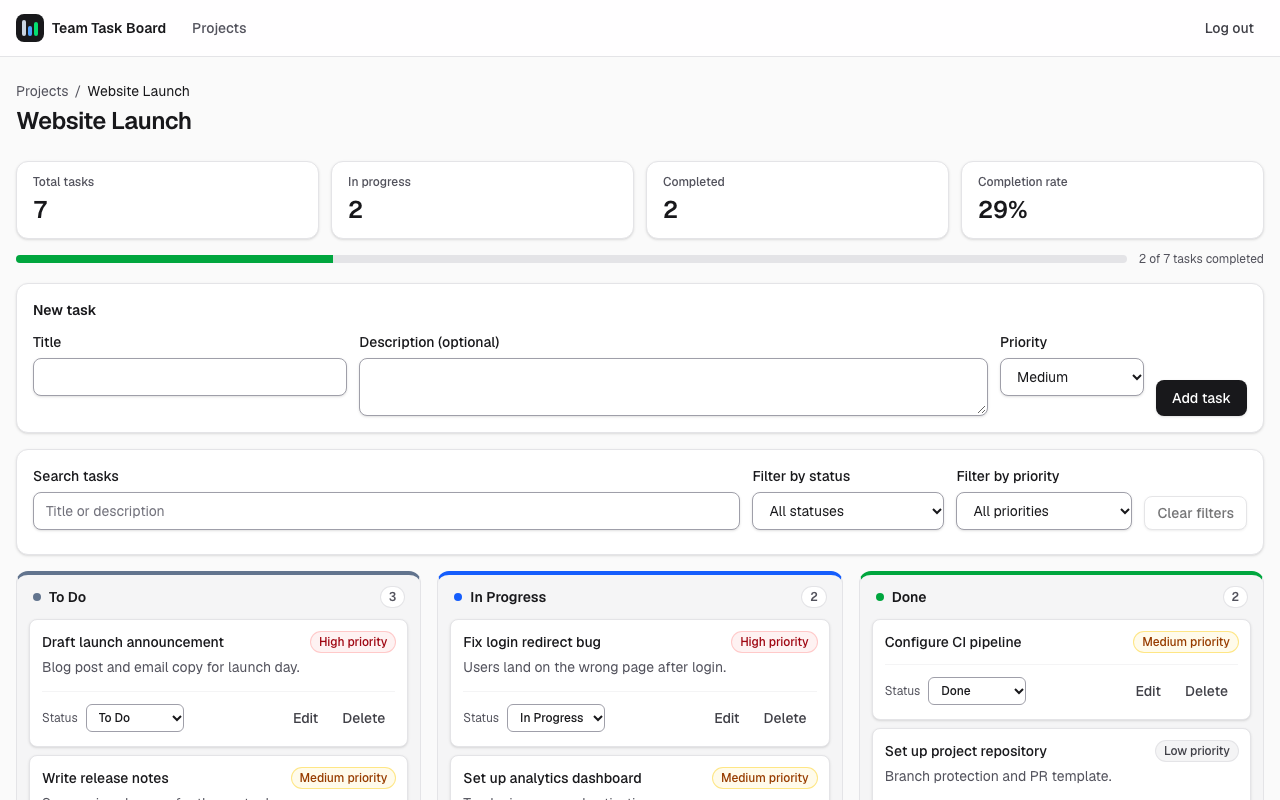 Team Task Board
Projects
Log out
Projects / Website Launch
Website Launch
Total tasks
7
In progress
2
Completed
2
Completion rate
29%
2 of 7 tasks completed
New task
Title
Description (optional)
Priority
Medium
Add task
Search tasks
Title or description
Filter by status
All statuses
Filter by priority
All priorities
Clear filters
To Do
3
Draft launch announcement
High priority
Blog post and email copy for launch day.
Status
To Do
Edit
Delete
Write release notes
Medium priority
In Progress
2
Fix login redirect bug
High priority
Users land on the wrong page after login.
Status
In Progress
Edit
Delete
Set up analytics dashboard
Medium priority
Done
2
Configure CI pipeline
Medium priority
Status
Done
Edit
Delete
Set up project repository
Low priority
Branch protection and PR template.